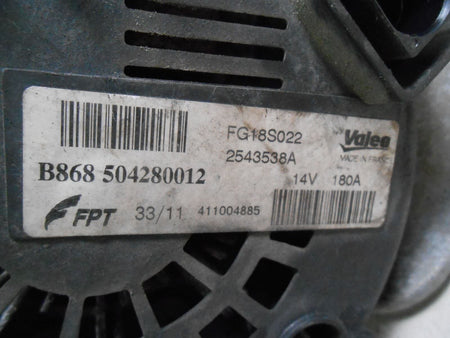 FG18S022
Valeo
2543538A
MADE IN FRANCE
B868 504280012
14V 180A
FPT 33/11 411004885